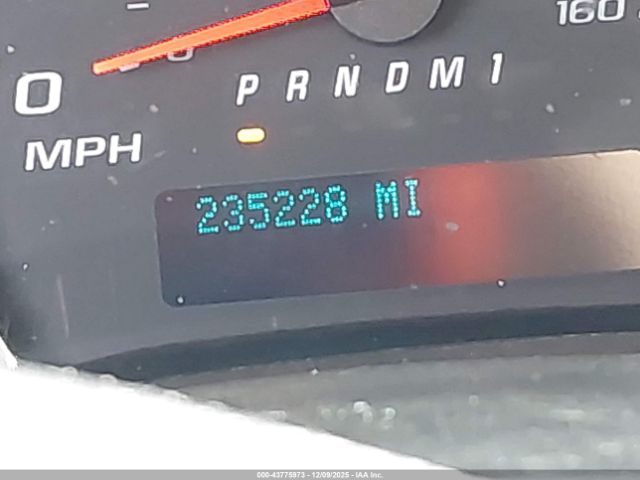 160
0
P R N D M 1
MPH
235228 MI
000-43775973 - 12/09/2025 - IAA Inc.